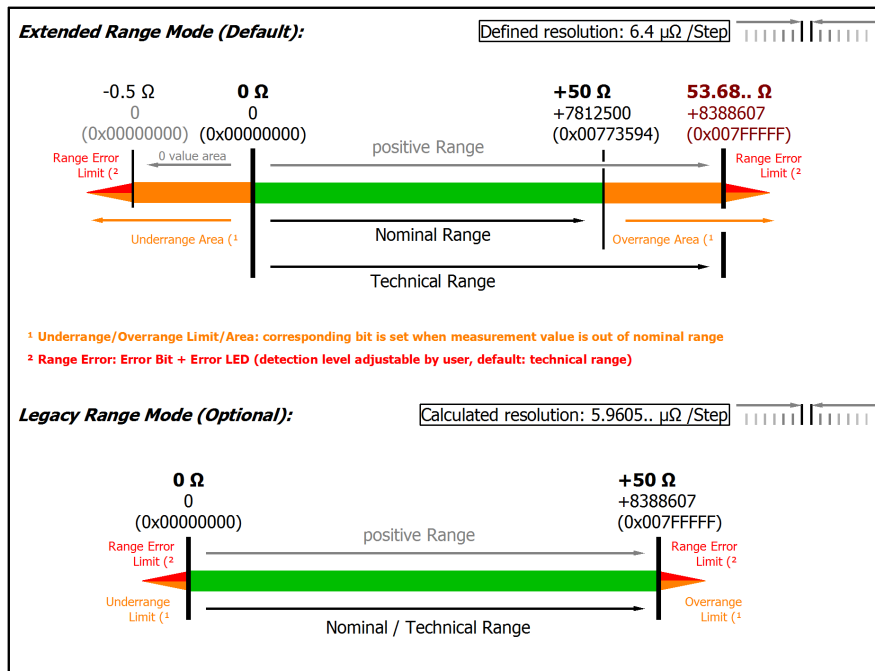 Extended Range Mode (Default):
Defined resolution: 6.4 µΩ /Step
-0.5 Ω
0
(0x00000000)
0 Ω
0
(0x00000000)
+50 Ω
+7812500
(0x00773594)
53.68.. Ω
+8388607
(0x007FFFFF)
Range Error
Limit (²
0 value area
positive Range
Range Error
Limit (²
Underrange Area (¹
Nominal Range
Overrange Area (¹
Technical Range
¹ Underrange/Overrange Limit/Area: corresponding bit is set when measurement value is out of nominal range
² Range Error: Error Bit + Error LED (detection level adjustable by user, default: technical range)
Legacy Range Mode (Optional):
Calculated resolution: 5.9605.. µΩ /Step
0 Ω
0
(0x00000000)
+50 Ω
+8388607
(0x007FFFFF)
Range Error
Limit (²
positive Range
Range Error
Limit (²
Underrange
Limit (¹
Nominal / Technical Range
Overrange
Limit (¹